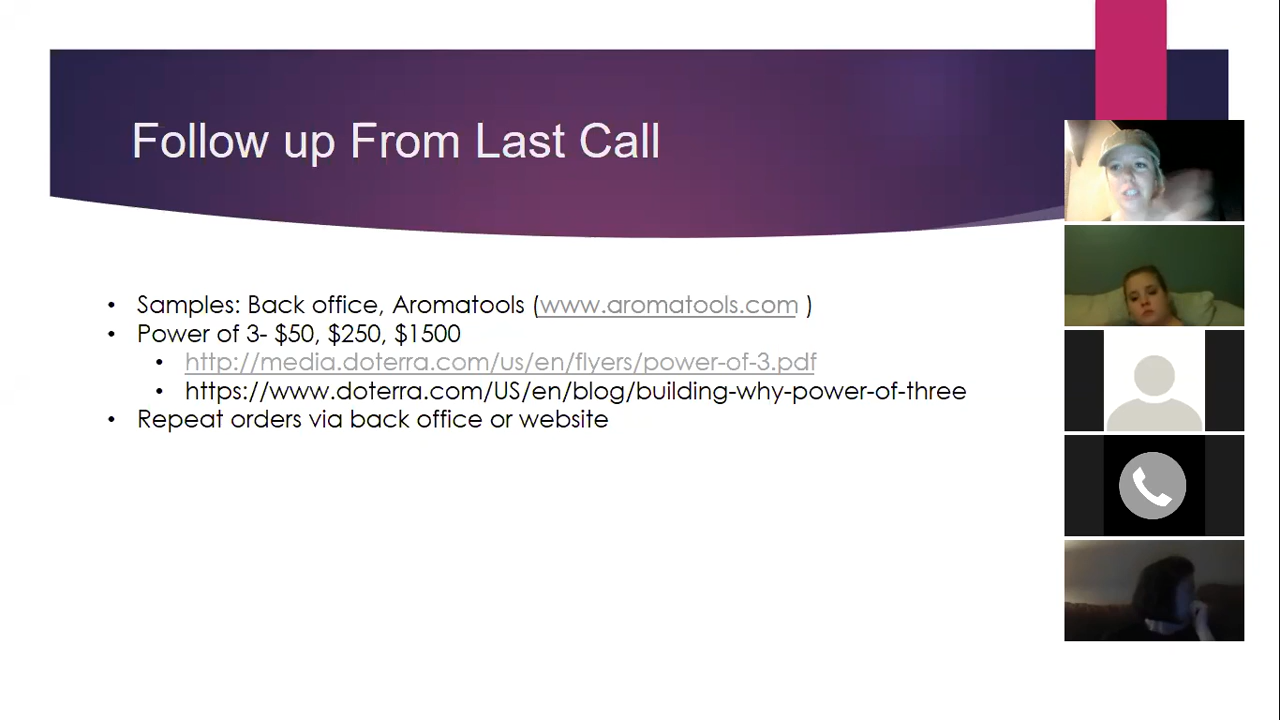 Follow up From Last Call
• Samples: Back office, Aromatools (www.aromatools.com )
• Power of 3- $50, $250, $1500
• http://media.doterra.com/us/en/flyers/power-of-3.pdf
• https://www.doterra.com/US/en/blog/building-why-power-of-three
• Repeat orders via back office or website